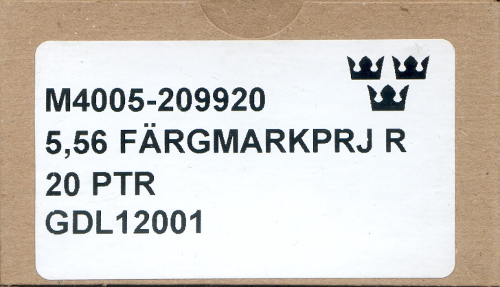 M4005-209920
5,56 FÄRGMARKPRJ R
20 PTR
GDL12001